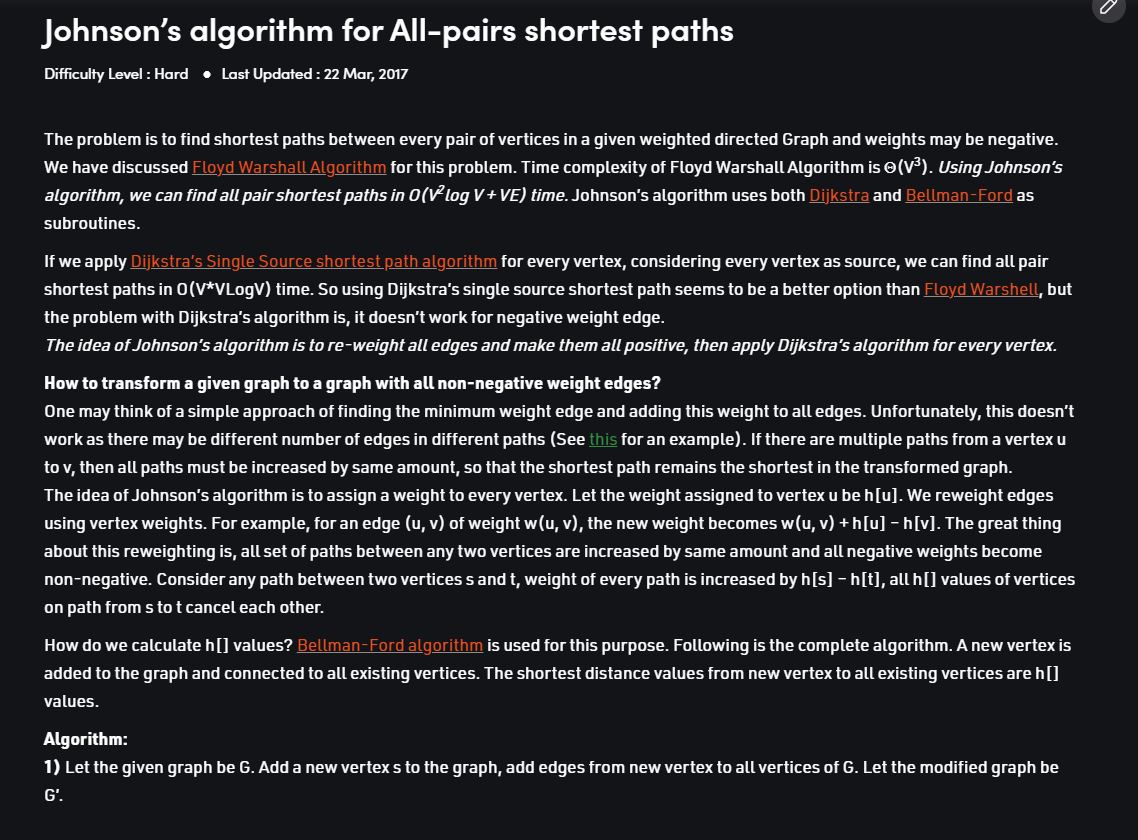 Johnson’s algorithm for All-pairs shortest paths
Difficulty Level : Hard ● Last Updated : 22 Mar, 2017
The problem is to find shortest paths between every pair of vertices in a given weighted directed Graph and weights may be negative.
We have discussed Floyd Warshall Algorithm for this problem. Time complexity of Floyd Warshall Algorithm is Θ(V³). Using Johnson’s
algorithm, we can find all pair shortest paths in O(V²log V + VE) time. Johnson’s algorithm uses both Dijkstra and Bellman-Ford as
subroutines.
If we apply Dijkstra’s Single Source shortest path algorithm for every vertex, considering every vertex as source, we can find all pair
shortest paths in O(V*VLogV) time. So using Dijkstra’s single source shortest path seems to be a better option than Floyd Warshell, but
the problem with Dijkstra’s algorithm is, it doesn’t work for negative weight edge.
The idea of Johnson’s algorithm is to re-weight all edges and make them all positive, then apply Dijkstra’s algorithm for every vertex.
How to transform a given graph to a graph with all non-negative weight edges?
One may think of a simple approach of finding the minimum weight edge and adding this weight to all edges. Unfortunately, this doesn’t
work as there may be different number of edges in different paths (See this for an example). If there are multiple paths from a vertex u
to v, then all paths must be increased by same amount, so that the shortest path remains the shortest in the transformed graph.
The idea of Johnson’s algorithm is to assign a weight to every vertex. Let the weight assigned to vertex u be h[u]. We reweight edges
using vertex weights. For example, for an edge (u, v) of weight w(u, v), the new weight becomes w(u, v) + h[u] – h[v]. The great thing
about this reweighting is, all set of paths between any two vertices are increased by same amount and all negative weights become
non-negative. Consider any path between two vertices s and t, weight of every path is increased by h[s] – h[t], all h[] values of vertices
on path from s to t cancel each other.
How do we calculate h[] values? Bellman-Ford algorithm is used for this purpose. Following is the complete algorithm. A new vertex is
added to the graph and connected to all existing vertices. The shortest distance values from new vertex to all existing vertices are h[]
values.
Algorithm:
1) Let the given graph be G. Add a new vertex s to the graph, add edges from new vertex to all vertices of G. Let the modified graph be
G’.